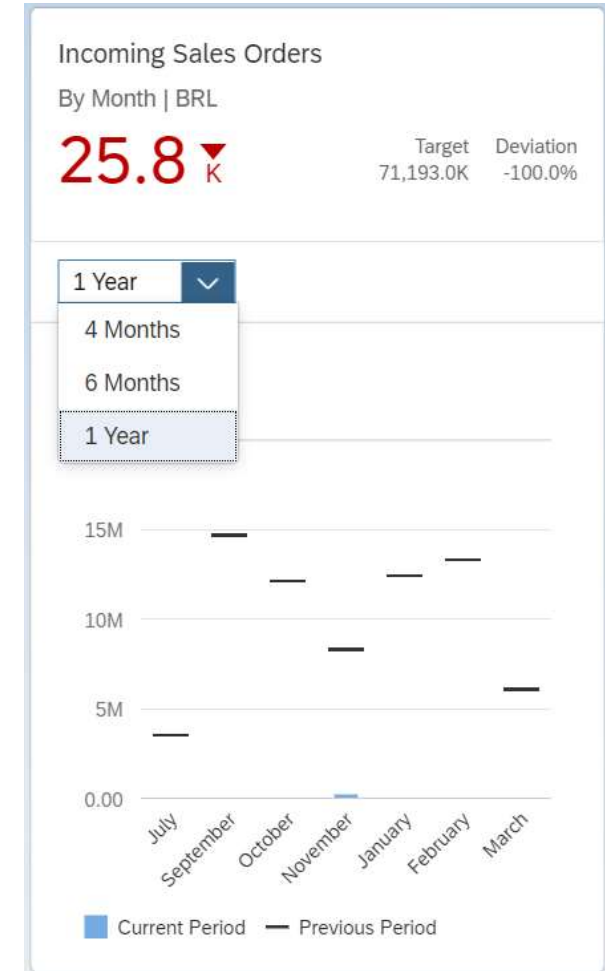 Incoming Sales Orders
By Month | BRL
25.8 K
Target Deviation
71,193.0K -100.0%
1 Year
4 Months
6 Months
1 Year
15M
10M
5M
0.00
July September October November January February March
Current Period Previous Period